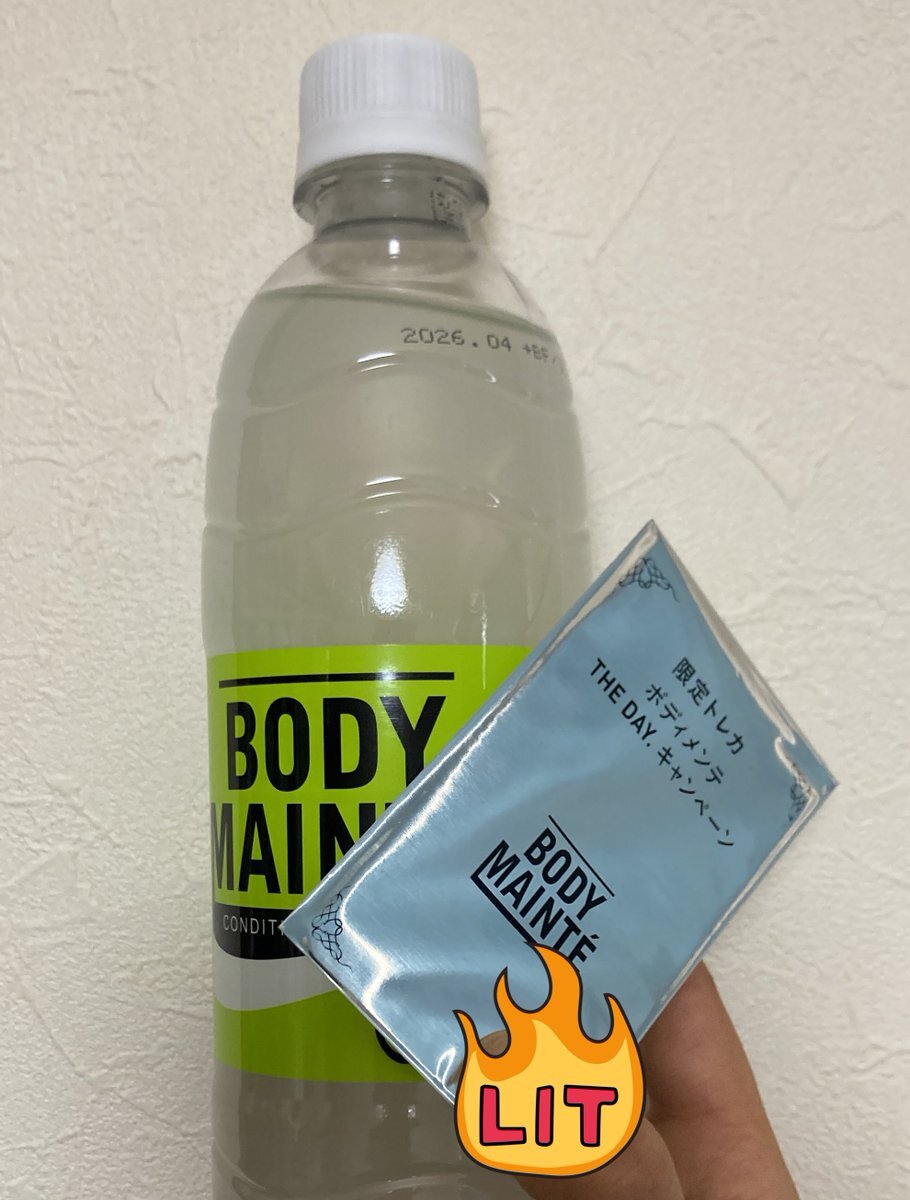 2026.04
BODY
CONDIT
限定トレカ
ボディメンテ
THE DAY. キャンペーン
BODY
MAINTÉ
LIT